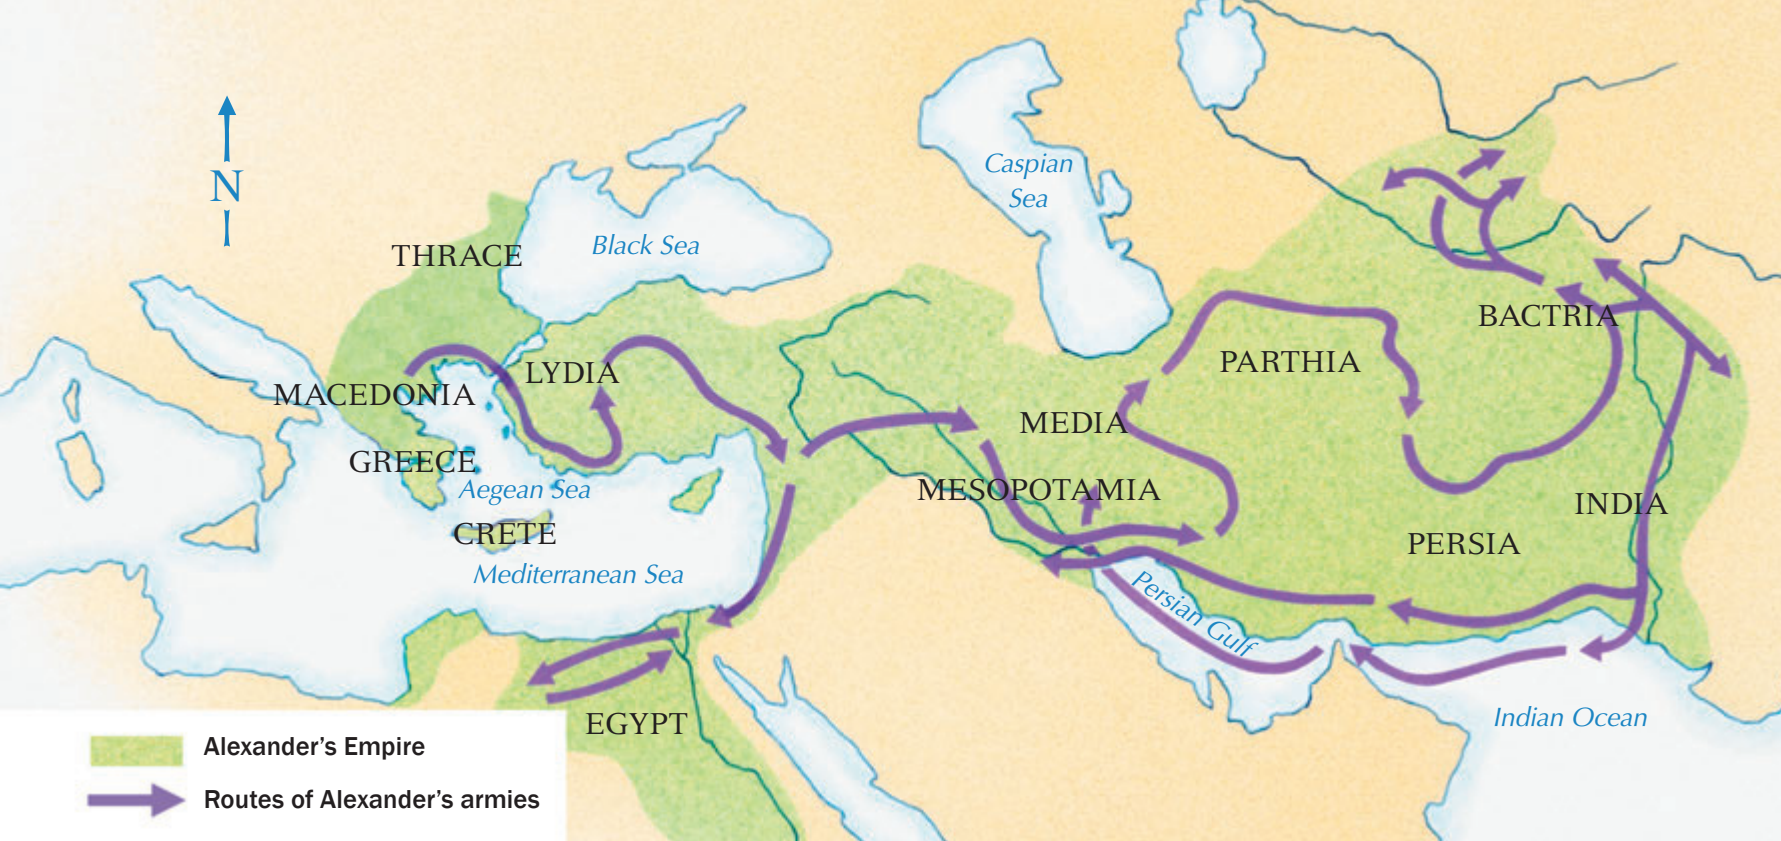 Caspian
Sea
N
THRACE
Black Sea
BACTRIA
LYDIA
PARTHIA
MACEDONIA
MEDIA
GREECE
Aegean Sea
MESOPOTAMIA
INDIA
CRETE
PERSIA
Mediterranean Sea
Persian Gulf
EGYPT
Indian Ocean
Alexander's Empire
Routes of Alexander's armies